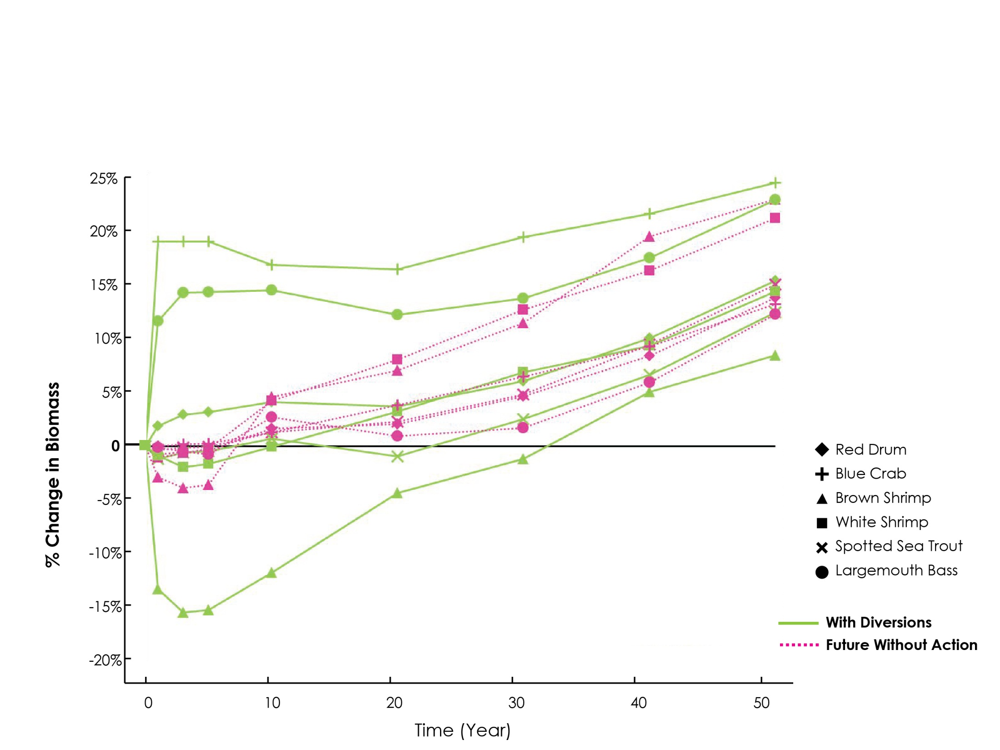 25%
20%
15%
10%
5%
0
-5%
-10%
-15%
-20%
% Change in Biomass
0 10 20 30 40 50
Time (Year)
Red Drum
Blue Crab
Brown Shrimp
White Shrimp
Spotted Sea Trout
Largemouth Bass
With Diversions
Future Without Action